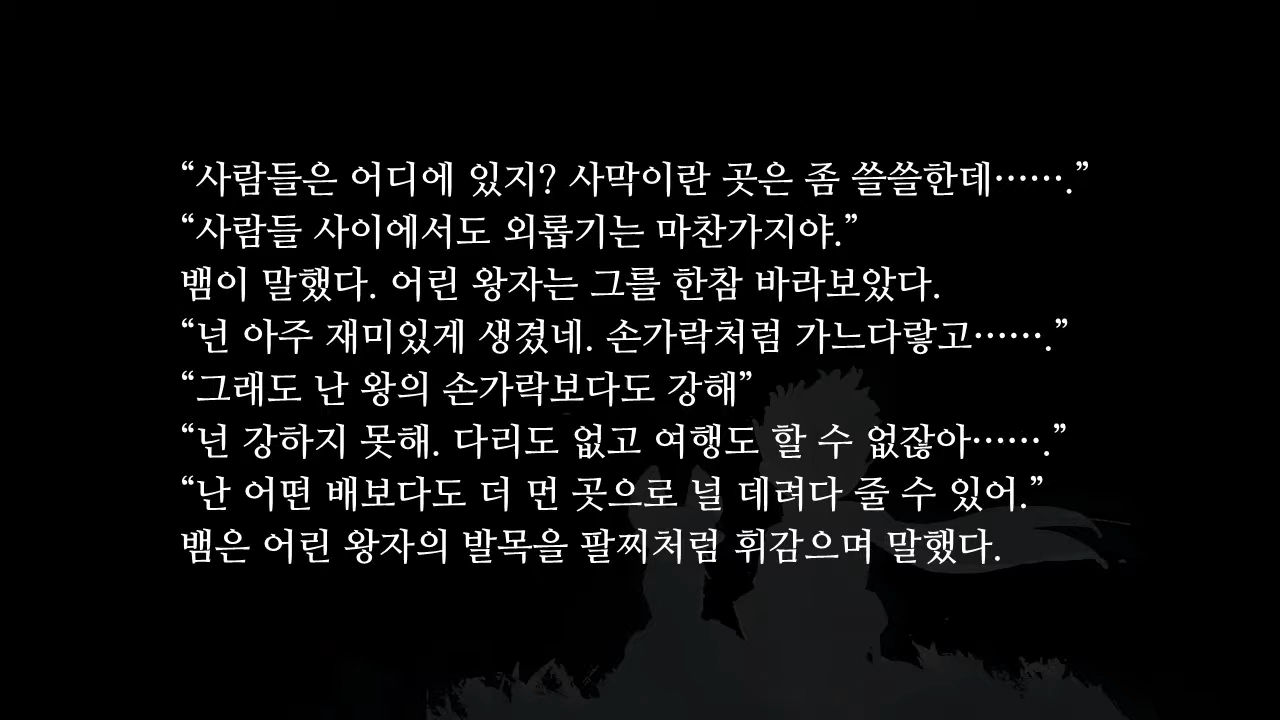 “사람들은 어디에 있지? 사막이란 곳은 좀 쓸쓸한데…….”
“사람들 사이에서도 외롭기는 마찬가지야.”
뱀이 말했다. 어린 왕자는 그를 한참 바라보았다.
“넌 아주 재미있게 생겼네. 손가락처럼 가느다랗고…….”
“그래도 난 왕의 손가락보다도 강해”
“넌 강하지 못해. 다리도 없고 여행도 할 수 없잖아…….”
“난 어떤 배보다도 더 먼 곳으로 널 데려다 줄 수 있어.”
뱀은 어린 왕자의 발목을 팔찌처럼 휘감으며 말했다.